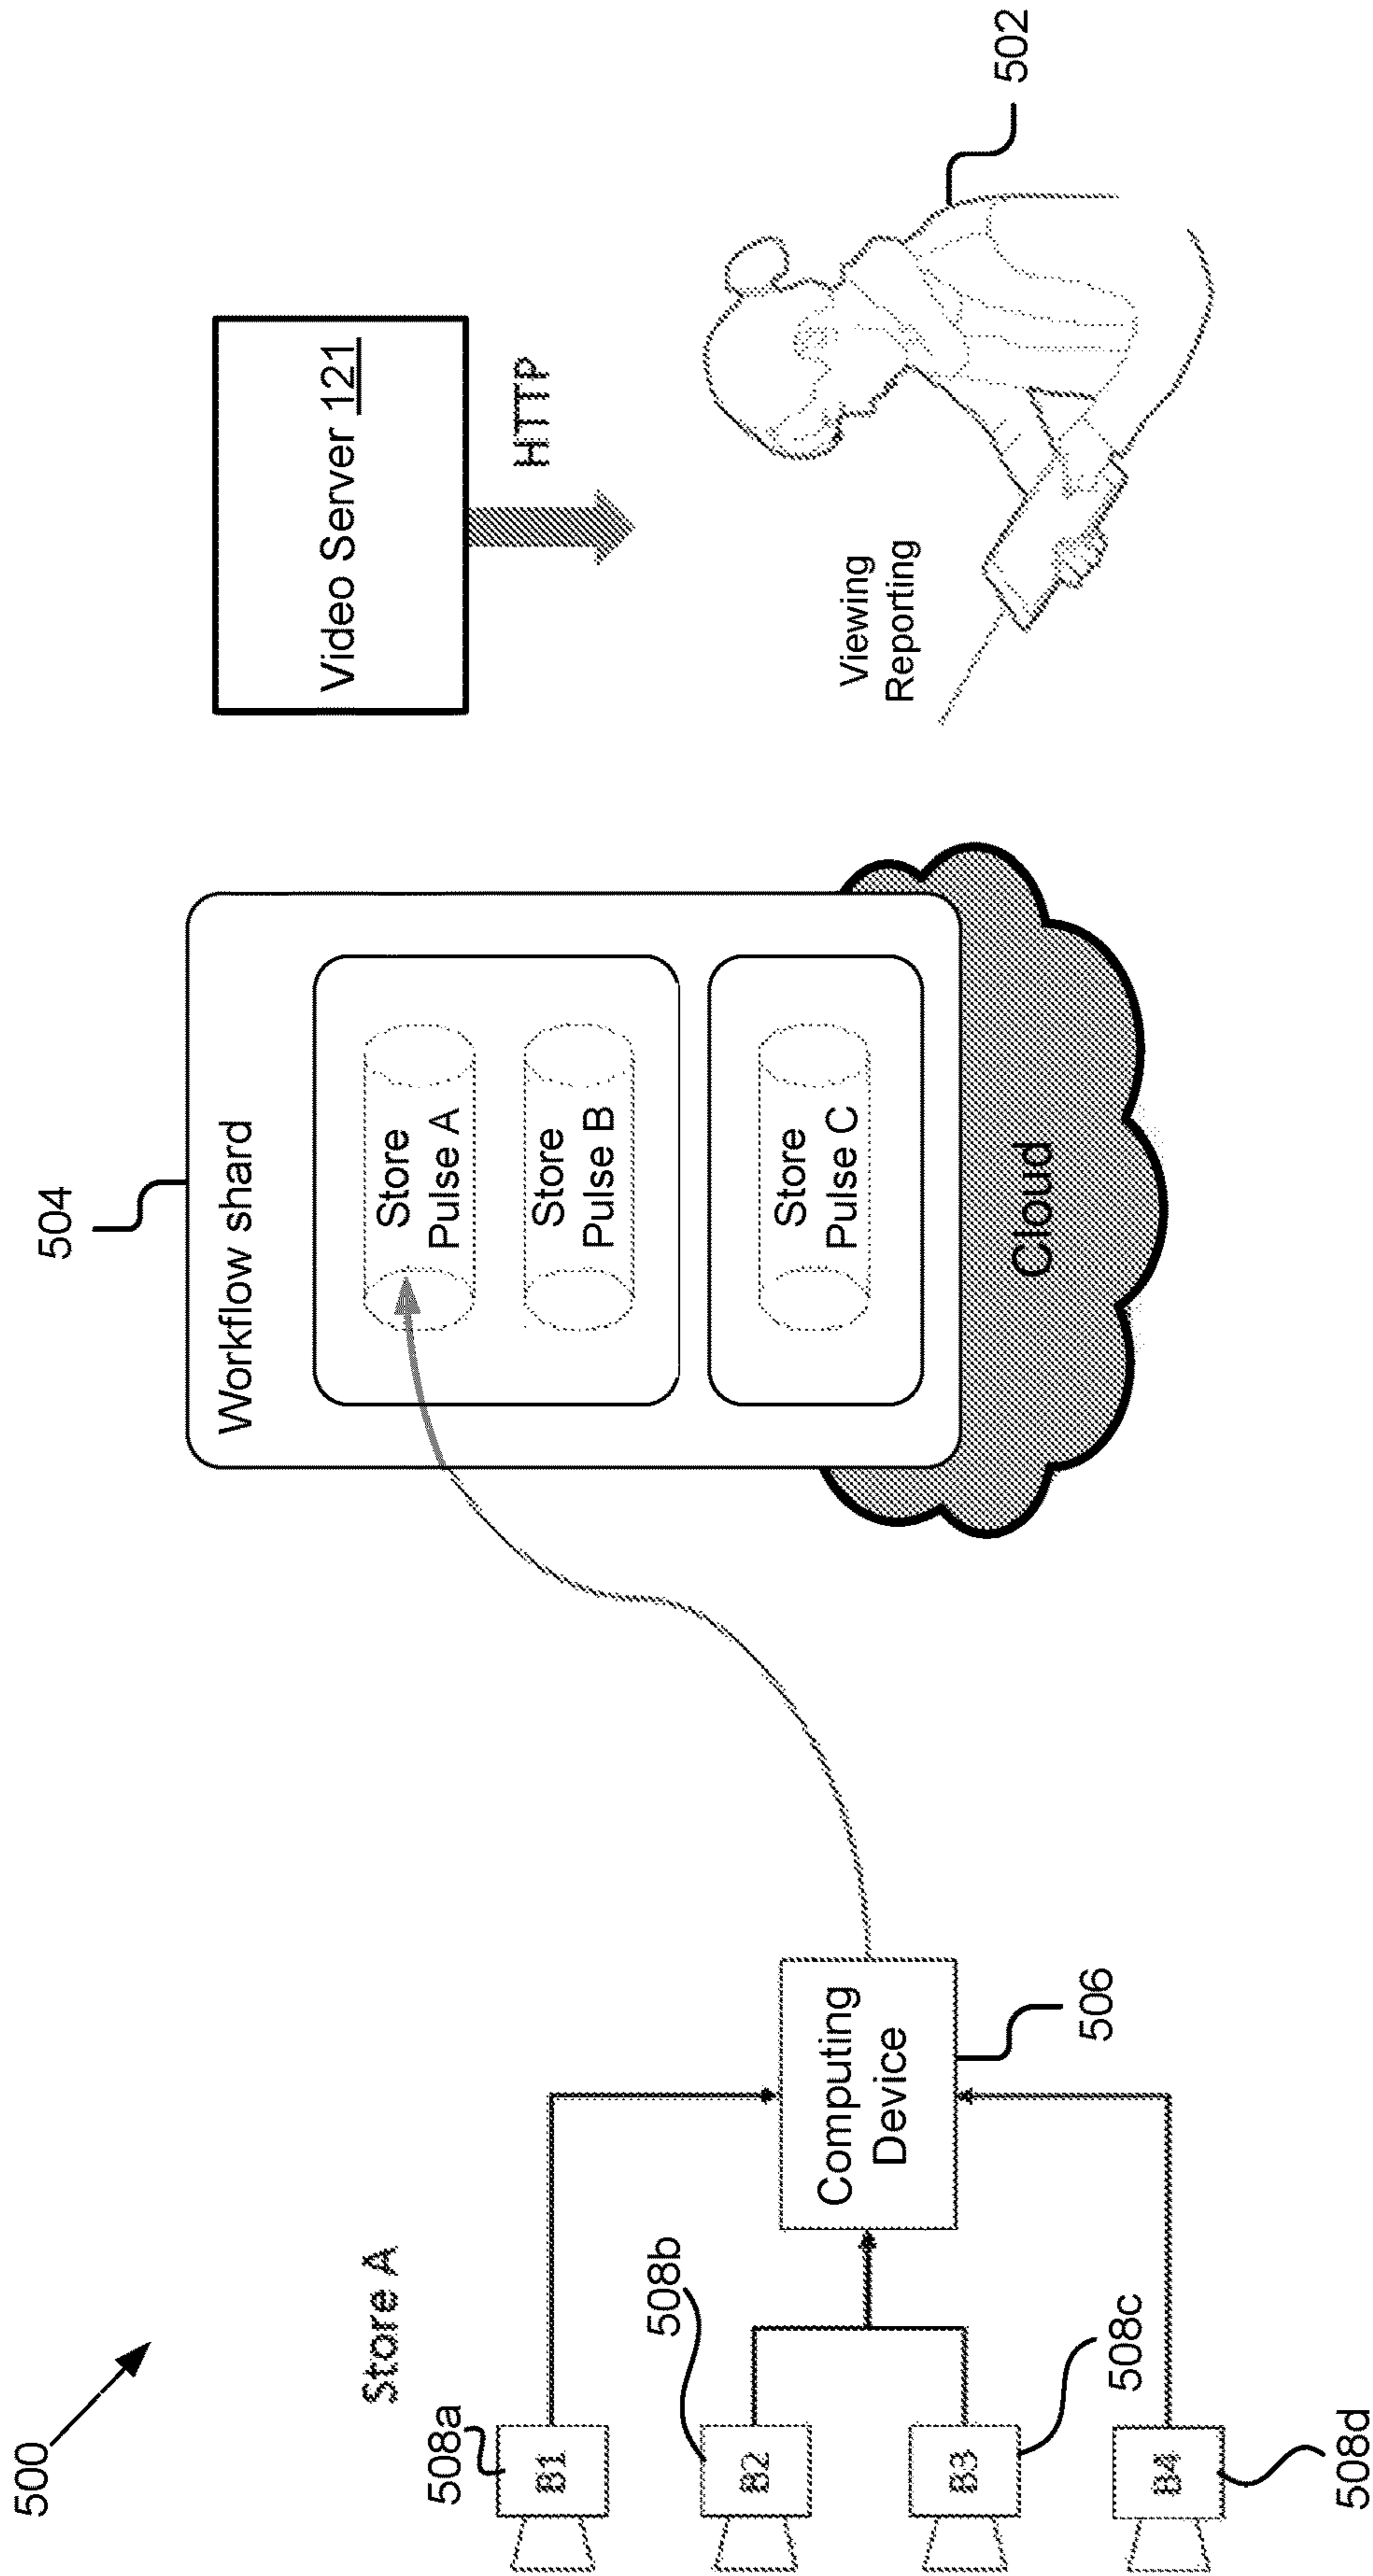 500
Store A
508a
B1
508b
B2
B3
508c
B4
508d
Computing
Device
506
504
Workflow shard
Store
Pulse A
Store
Pulse B
Store
Pulse C
Cloud
Video Server 121
HTTP
Viewing
Reporting
502